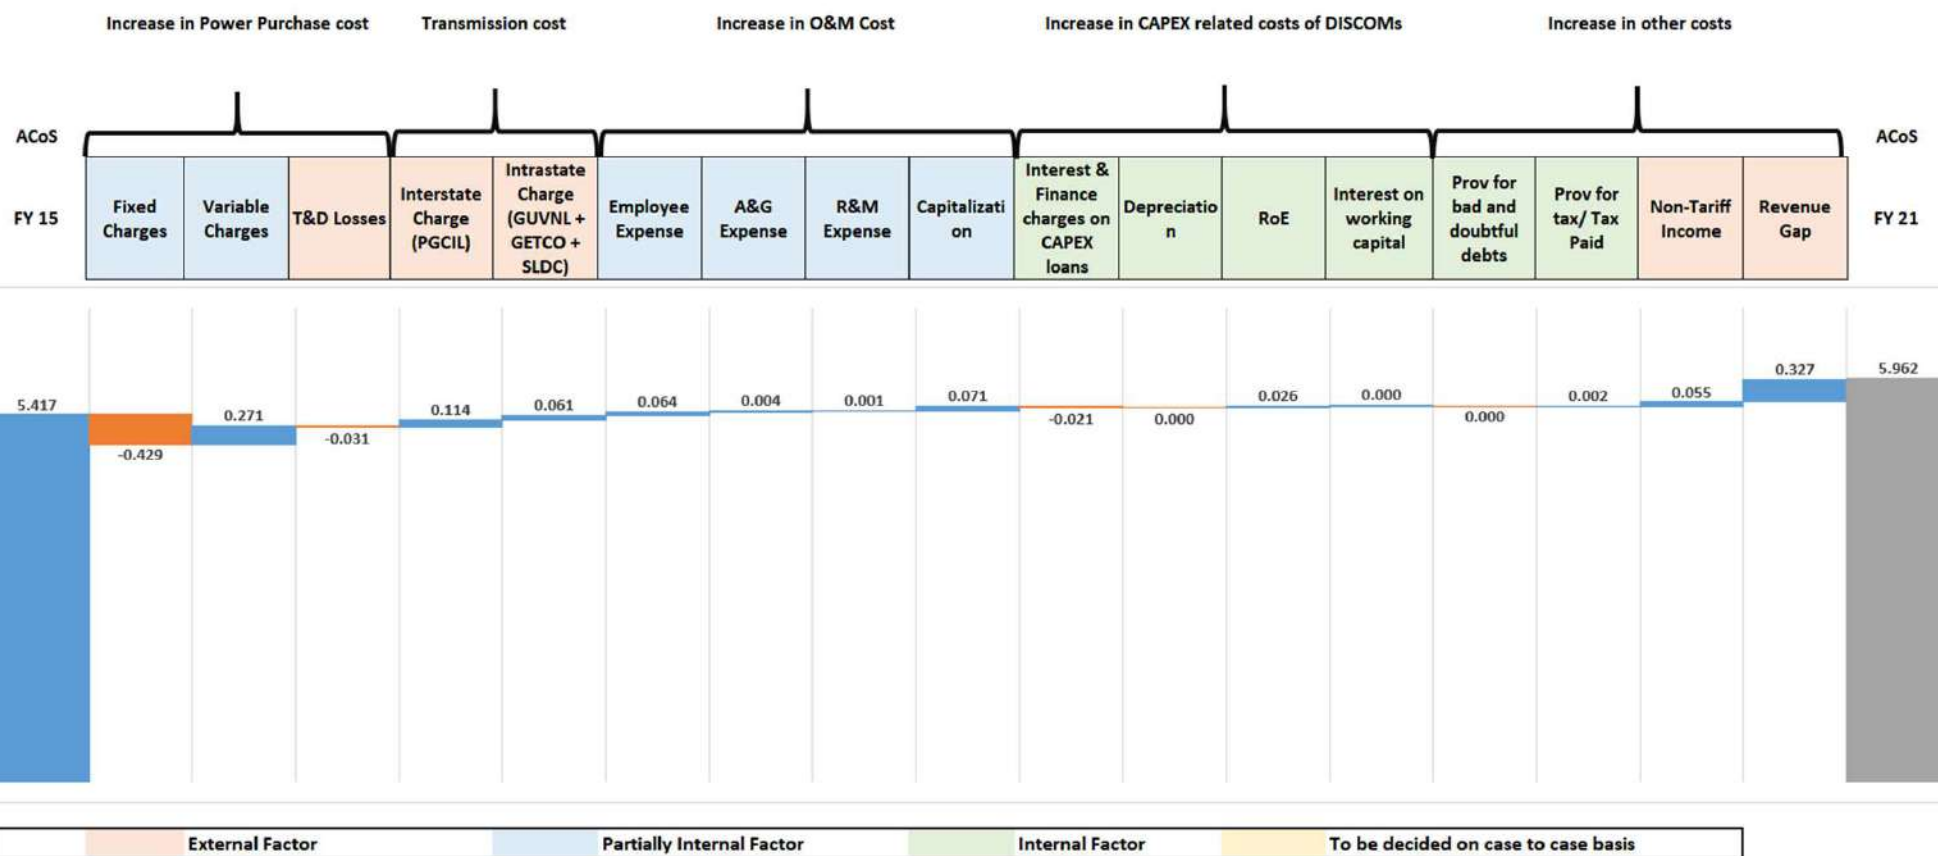 Increase in Power Purchase cost
Transmission cost
Increase in O&M Cost
Increase in CAPEX related costs of DISCOMs
Increase in other costs
ACoS
FY 15
Fixed
Charges
Variable
Charges
T&D Losses
Interstate
Charge
(PGCIL)
Intrastate
Charge
(GUVNL +
GETCO +
SLDC)
Employee
Expense
A&G
Expense
R&M
Expense
Capitalizati
on
Interest &
Finance
charges on
CAPEX
loans
Depreciatio
n
RoE
Interest on
working
capital
Prov for
bad and
doubtful
debts
Prov for
tax/ Tax
Paid
Non-Tariff
Income
Revenue
Gap
ACoS
FY 21
5.417
-0.429
0.271
-0.031
0.114
0.061
0.064
0.004
0.001
0.071
-0.021
0.000
0.026
0.000
0.000
0.002
0.055
0.327
5.962
External Factor
Partially Internal Factor
Internal Factor
To be decided on case to case basis